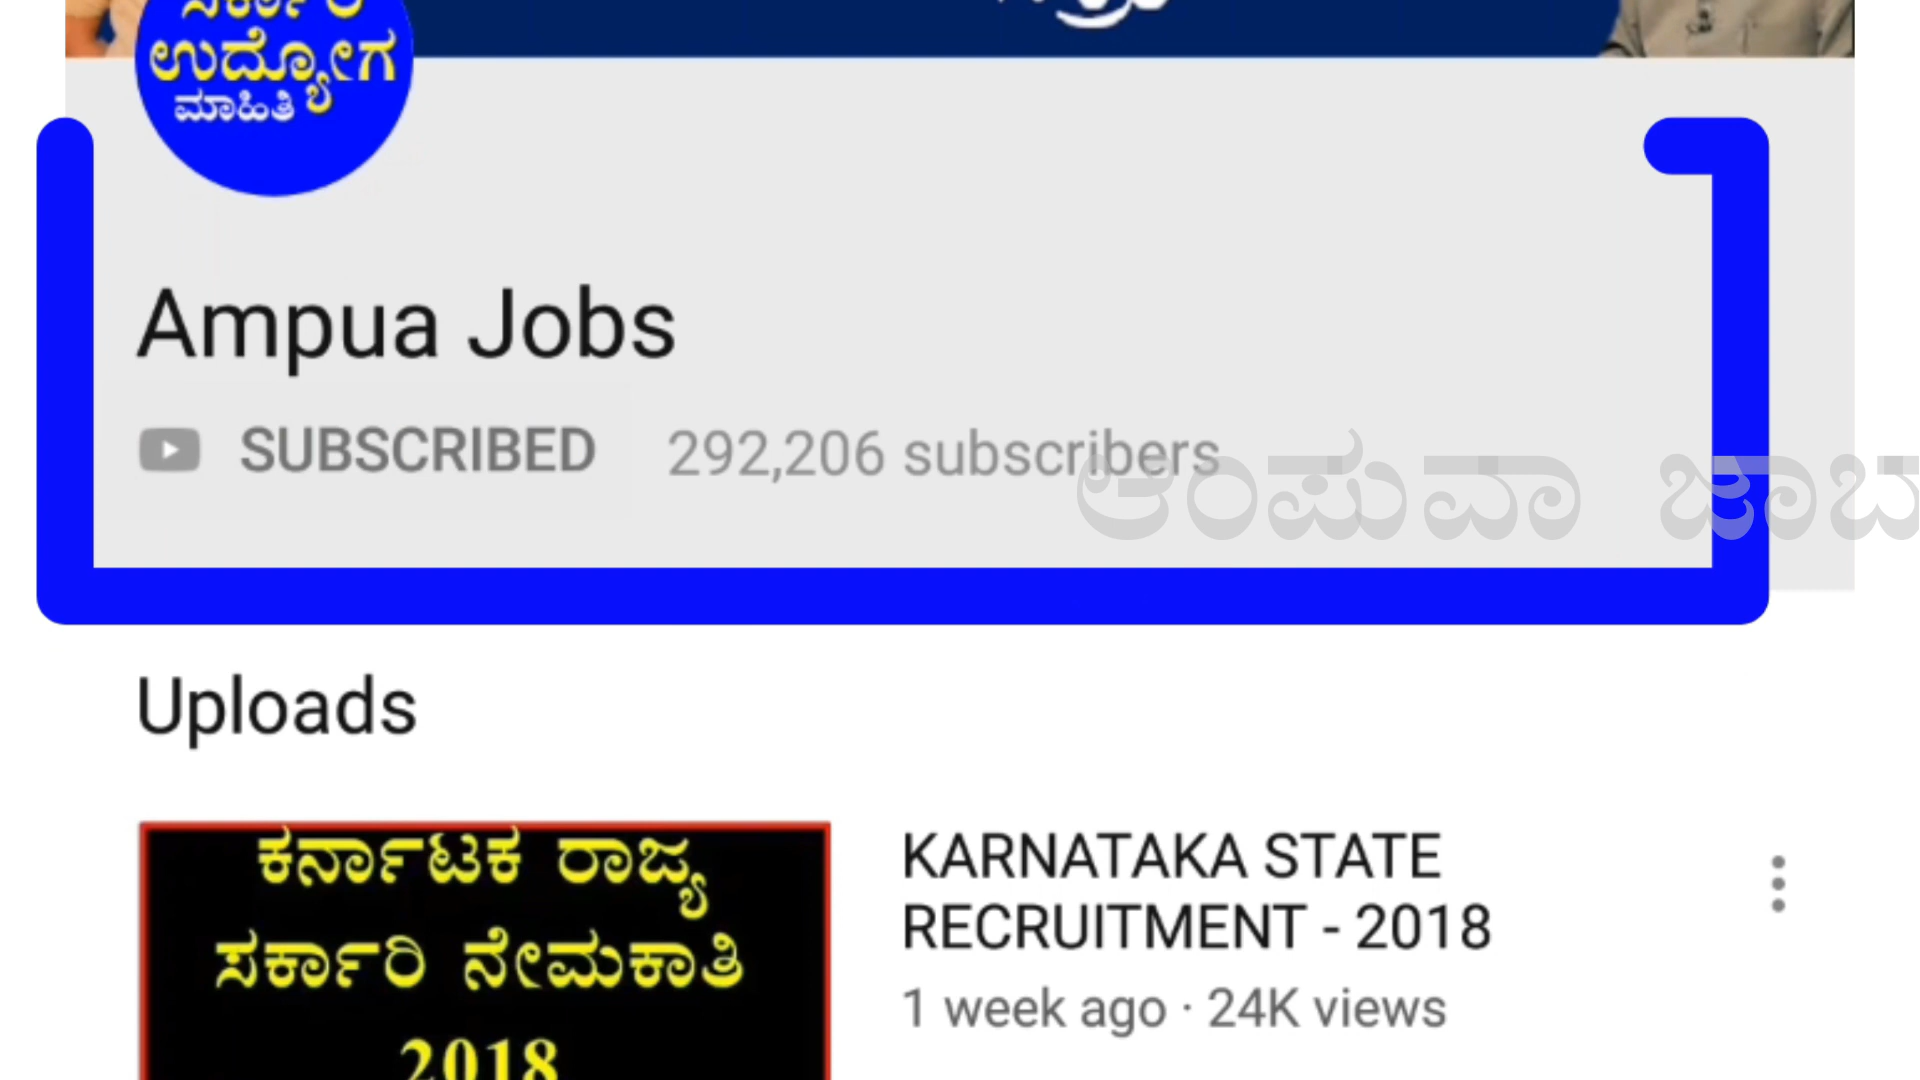 ಸರ್ಕಾರಿ
ಉದ್ಯೋಗ
ಮಾಹಿತಿ
Ampua Jobs
SUBSCRIBED 292,206 subscribers
ಆಂಪುವಾ
Uploads
ಕರ್ನಾಟಕ ರಾಜ್ಯ
ಸರ್ಕಾರಿ ನೇಮಕಾತಿ
2018
KARNATAKA STATE
RECRUITMENT - 2018
1 week ago · 24K views